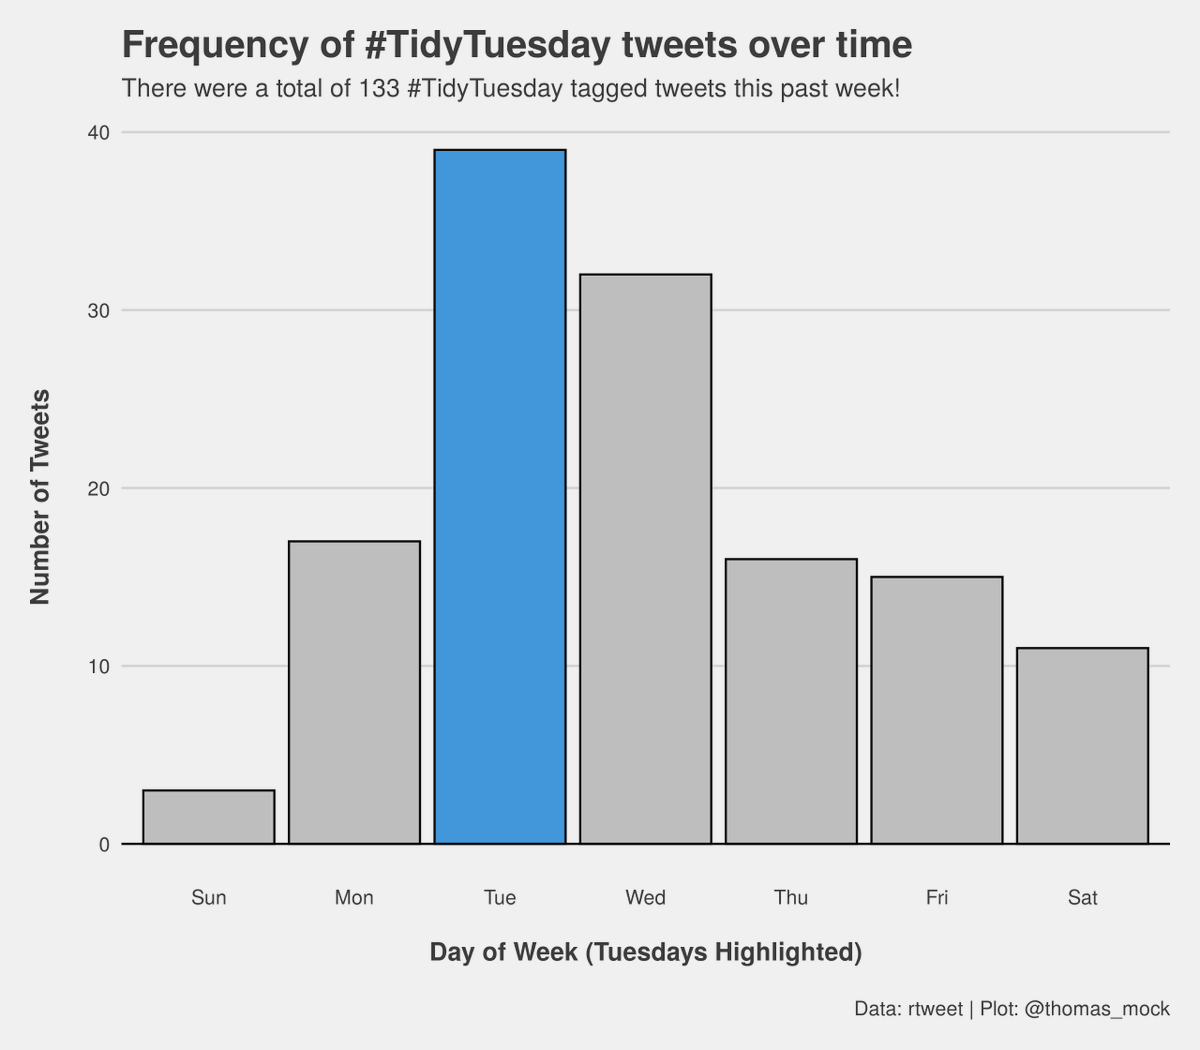 Frequency of #TidyTuesday tweets over time
There were a total of 133 #TidyTuesday tagged tweets this past week!
40
30
20
10
0
Number of Tweets
Sun Mon Tue Wed Thu Fri Sat
Day of Week (Tuesdays Highlighted)
Data: rtweet | Plot: @thomas_mock